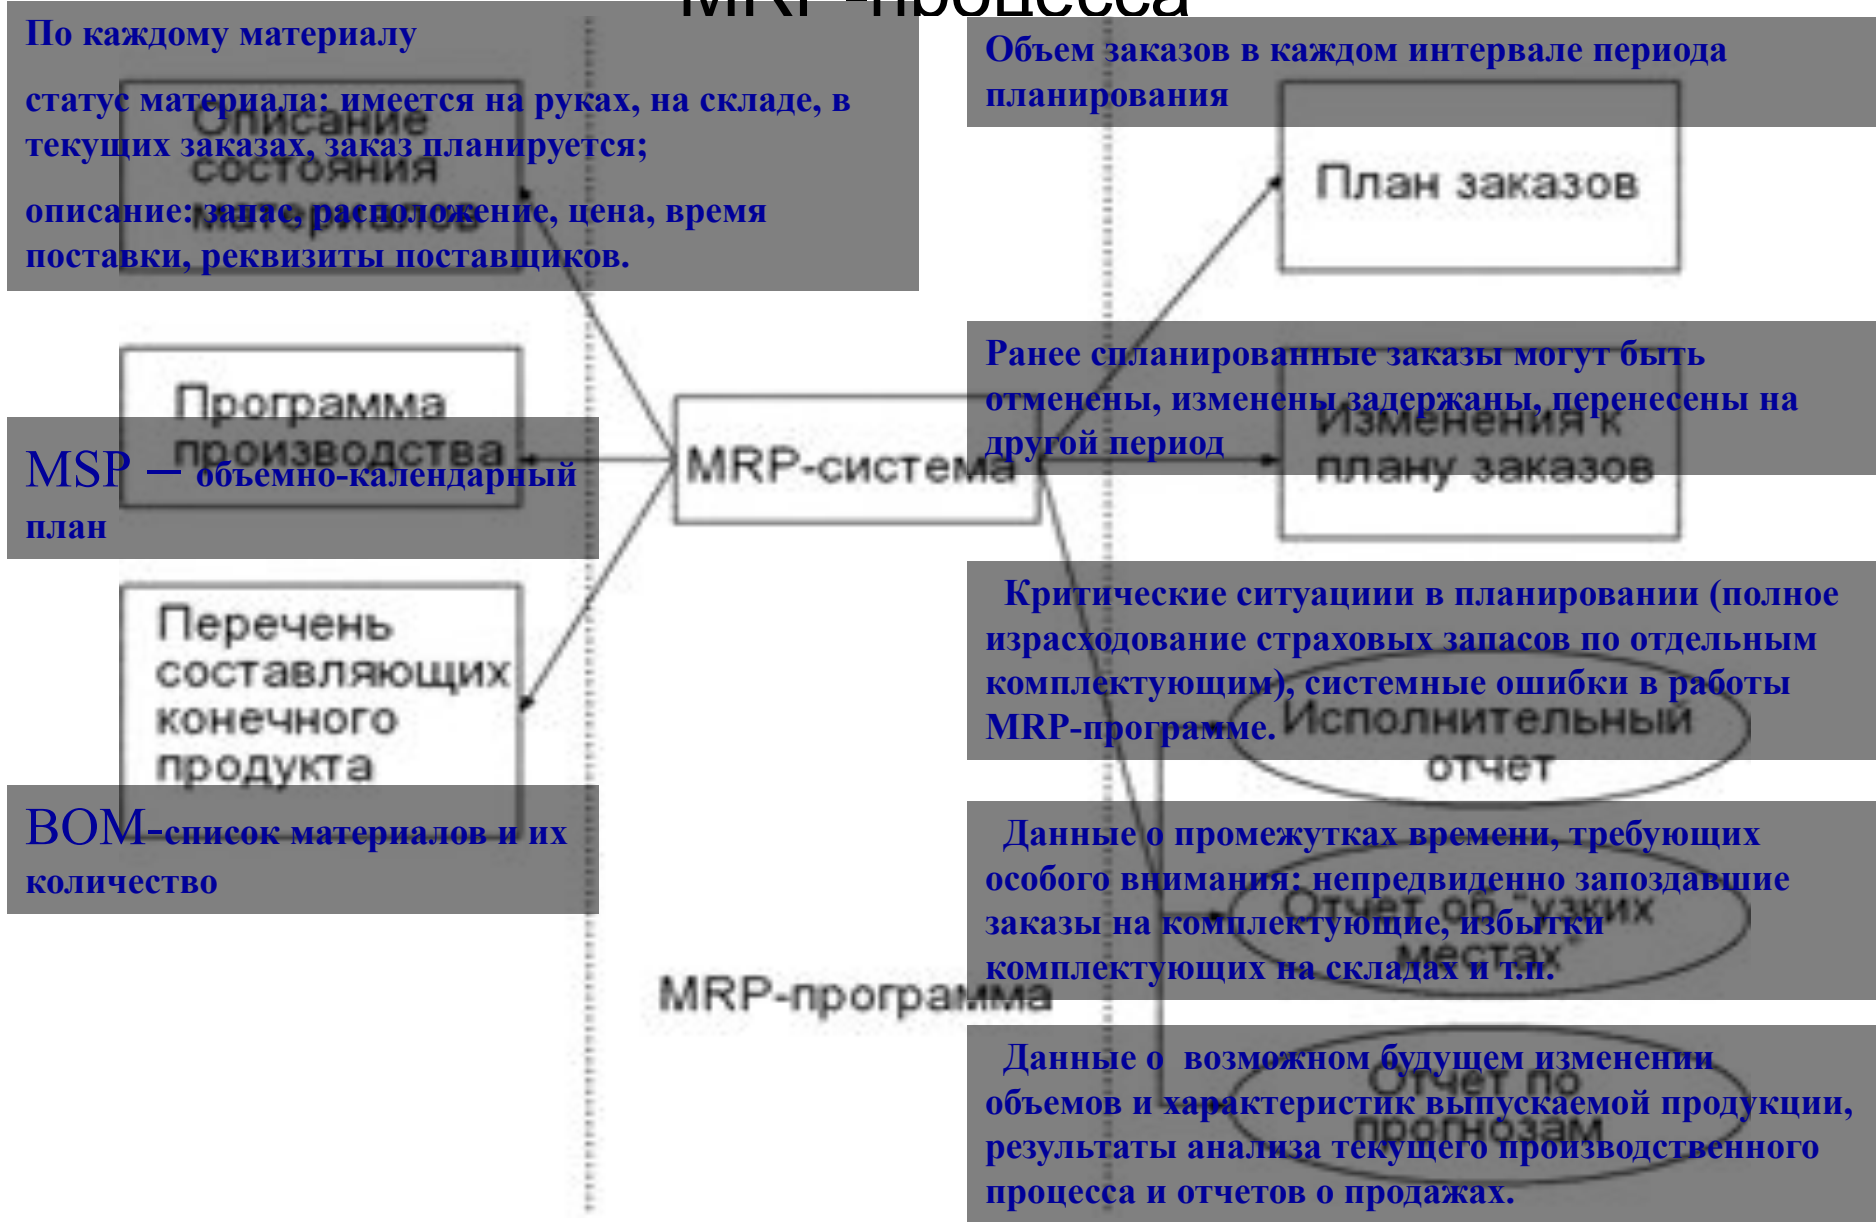 MRP-процесса
По каждому материалу
статус материала: имеется на руках, на складе, в
текущих заказах, заказ планируется;
описание: запас, расположение, цена, время
поставки, реквизиты поставщиков.
Описание
состояния
материалов
Программа
производства
MSP – объемно-календарный
план
Перечень
составляющих
конечного
продукта
BOM-список материалов и их
количество
MRP-система
MRP-программа
Объем заказов в каждом интервале периода
планирования
План заказов
Ранее спланированные заказы могут быть
отменены, изменены задержаны, перенесены на
другой период
Изменения к
плану заказов
Критические ситуациии в планировании (полное
израсходование страховых запасов по отдельным
комплектующим), системные ошибки в работы
MRP-программе.
Исполнительный
отчет
Данные о промежутках времени, требующих
особого внимания: непредвиденно запоздавшие
заказы на комплектующие, избытки
комплектующих на складах и т.п.
Отчет об "узких
местах"
Данные о возможном будущем изменении
объемов и характеристик выпускаемой продукции,
результаты анализа текущего производственного
процесса и отчетов о продажах.
Отчет по
прогнозам